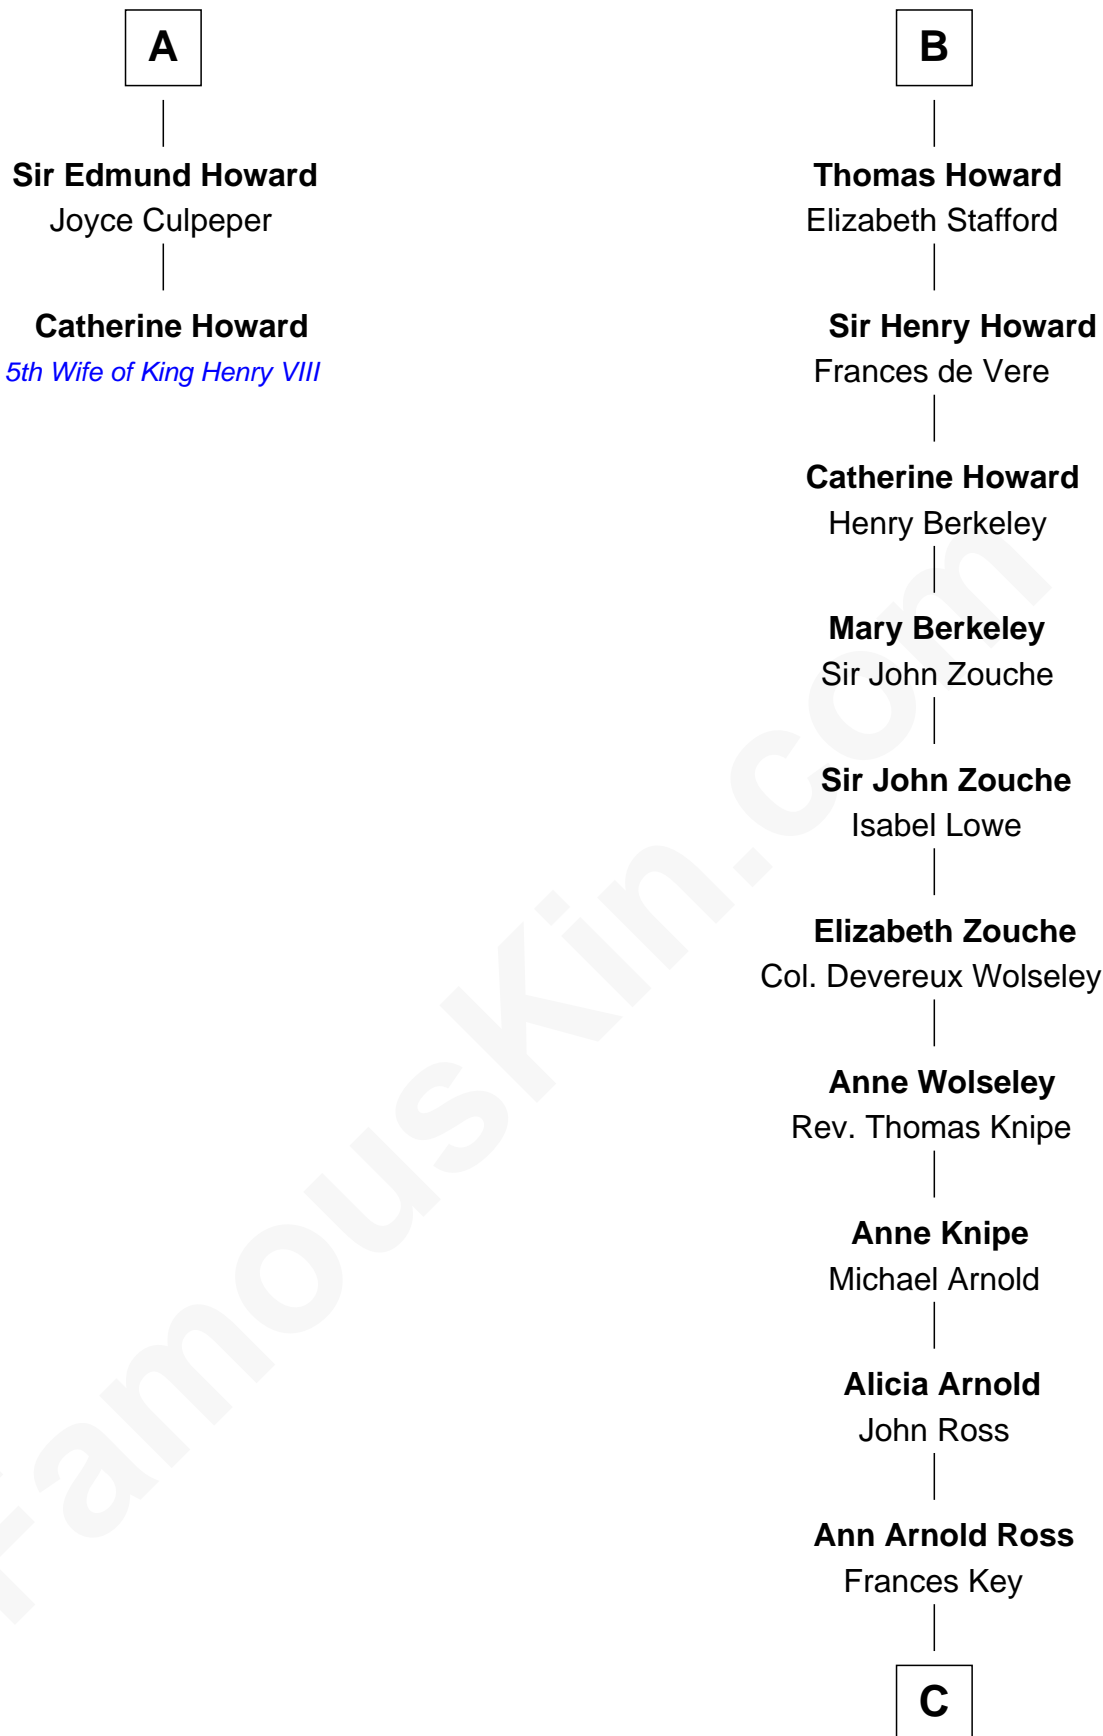 A
Sir Edmund Howard
Joyce Culpeper
Catherine Howard
5th Wife of King Henry VIII
B
Thomas Howard
Elizabeth Stafford
Sir Henry Howard
Frances de Vere
Catherine Howard
Henry Berkeley
Mary Berkeley
Sir John Zouche
Sir John Zouche
Isabel Lowe
Elizabeth Zouche
Col. Devereux Wolseley
Anne Wolseley
Rev. Thomas Knipe
Anne Knipe
Michael Arnold
Alicia Arnold
John Ross
Ann Arnold Ross
Frances Key
C
FamousKin.com